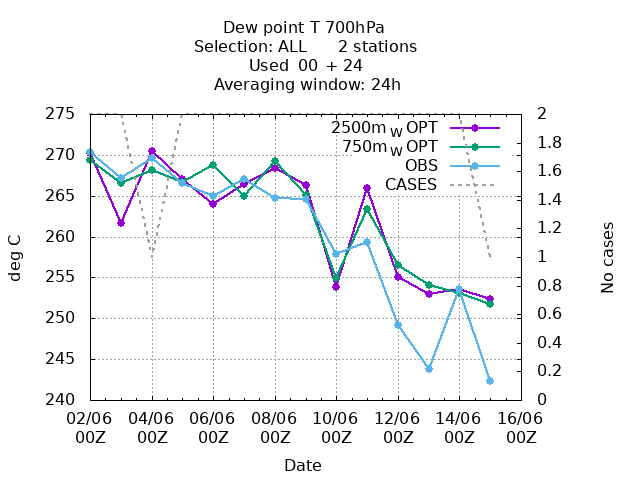 Dew point T 700hPa
Selection: ALL 2 stations
Used 00 + 24
Averaging window: 24h
275
270
265
260
255
250
245
240
deg C
2
1.8
1.6
1.4
1.2
1
0.8
0.6
0.4
0.2
0
No cases
2500m W OPT
750m W OPT
OBS
CASES
02/06 04/06 06/06 08/06 10/06 12/06 14/06 16/06
00Z 00Z 00Z 00Z 00Z 00Z 00Z 00Z
Date